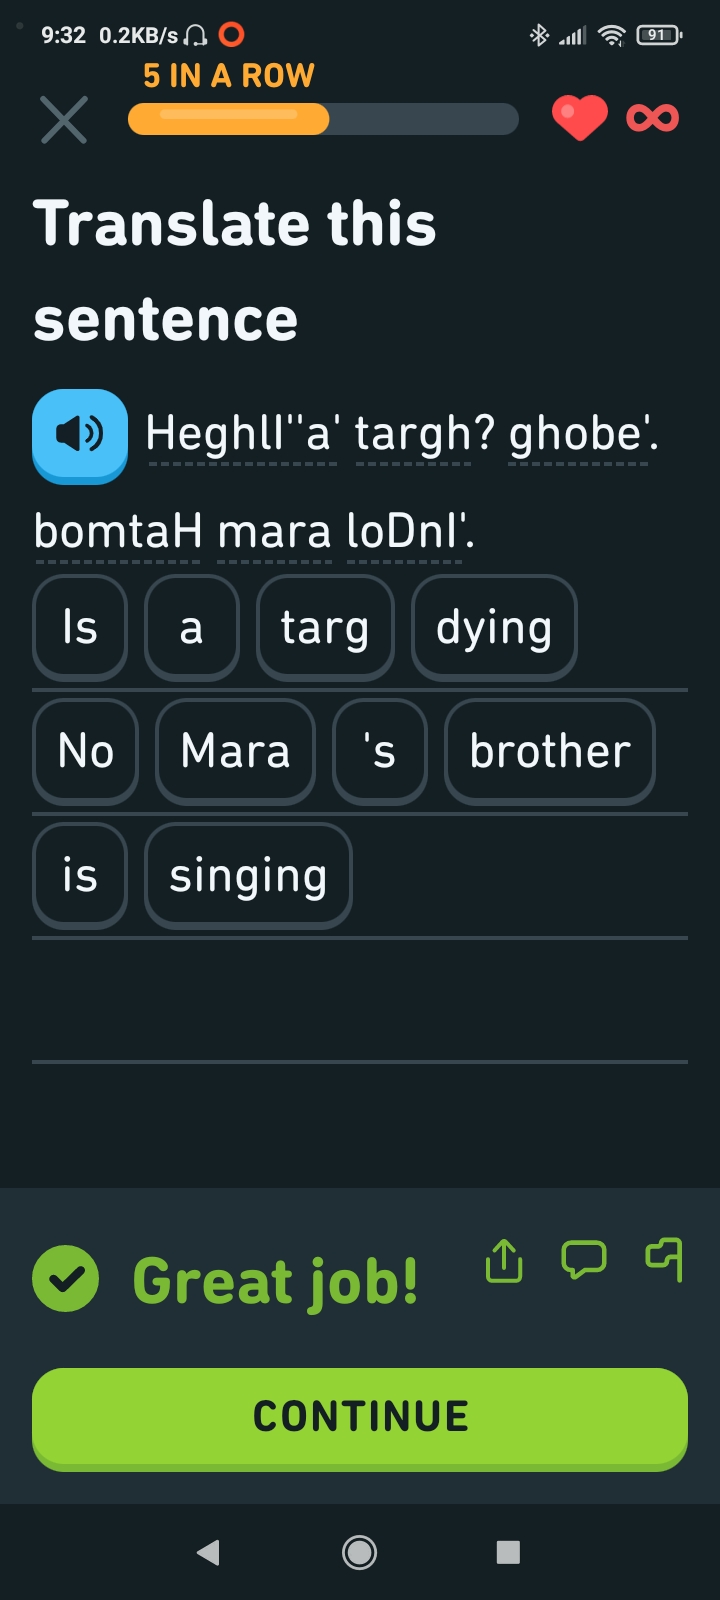 9:32 0.2KB/s 91
5 IN A ROW
Translate this
sentence
HeghlI''a' targh? ghobe'.
bomtaH mara loDnI'.
Is a targ dying
No Mara 's brother
is singing
Great job!
CONTINUE